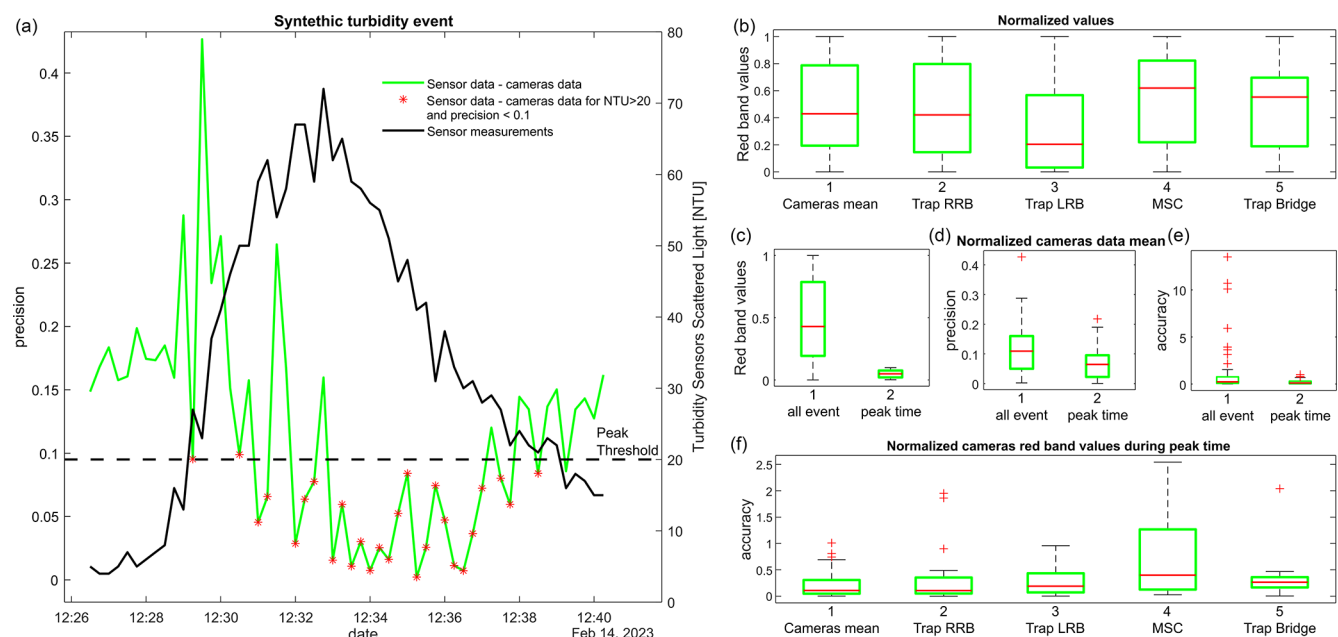 (a)
Syntethic turbidity event
precision
0.4
0.35
0.3
0.25
0.2
0.15
0.1
0.05
0
Sensor data - cameras data
Sensor data - cameras data for NTU>20
and precision < 0.1
Sensor measurements
Peak
Threshold
80
70
60
50
40
30
20
10
0
Turbidity Sensors Scattered Light [NTU]
12:26 12:28 12:30 12:32 12:34 12:36 12:38 12:40
date
Feb 14, 2023
(b)
Normalized values
Red band values
1
0.8
0.6
0.4
0.2
0
1 2 3 4 5
Cameras mean Trap RRB Trap LRB MSC Trap Bridge
(c)
Red band values
1
0.5
0
1 2
all event peak time
(d)
Normalized cameras data mean
precision
0.4
0.3
0.2
0.1
0
1 2
all event peak time
(e)
accuracy
10
5
0
1 2
all event peak time
(f)
Normalized cameras red band values during peak time
accuracy
2.5
2
1.5
1
0.5
0
1 2 3 4 5
Cameras mean Trap RRB Trap LRB MSC Trap Bridge